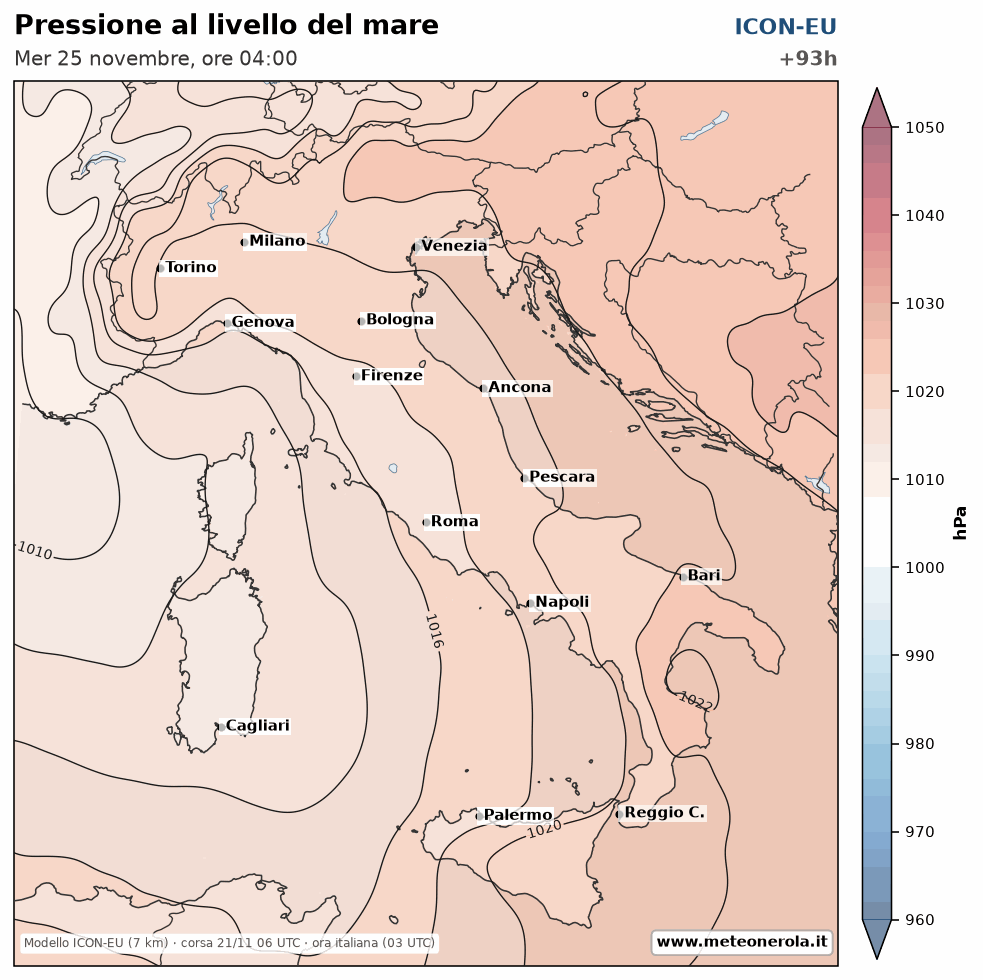 Pressione al livello del mare
ICON-EU
Mer 25 novembre, ore 04:00
+93h
Milano
Venezia
Torino
Genova
Bologna
Firenze
Ancona
Pescara
Roma
1010
Bari
Napoli
1016
1022
Cagliari
Palermo
Reggio C.
1020
Modello ICON-EU (7 km) · corsa 21/11 06 UTC · ora italiana (03 UTC)
www.meteonerola.it
1050
1040
1030
1020
1010
1000
990
980
970
960
hPa